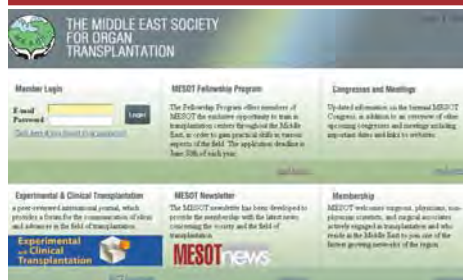 THE MIDDLE EAST SOCIETY
FOR ORGAN
TRANSPLANTATION
Member Login
E-mail
Password
Login
Click here if you forgot your password
MESOT Fellowship Program
The Fellowship Program offers members of
MESOT the exclusive opportunity to train in
transplantation centers throughout the Middle
East, in order to gain practical skills in various
aspects of the field. The application deadline is
June 30th of each year.
Congresses and Meetings
Updated information on the biennial MESOT
Congress, in addition to an overview of other
upcoming congresses and meetings including
important dates and links to websites.
Experimental & Clinical Transplantation
a peer-reviewed international journal, which
provides a forum for the communication of ideas
and advances in the field of transplantation.
Experimental
and Clinical
Transplantation
MESOT Newsletter
The MESOT newsletter has been developed to
provide the membership with the latest news
concerning the society and the field of
transplantation.
MESOT news
Membership
MESOT welcomes surgeons, physicians, non-
physician scientists, and surgical associates
actively engaged in transplantation and who
reside in the Middle East to join one of the
fastest growing networks of the region.